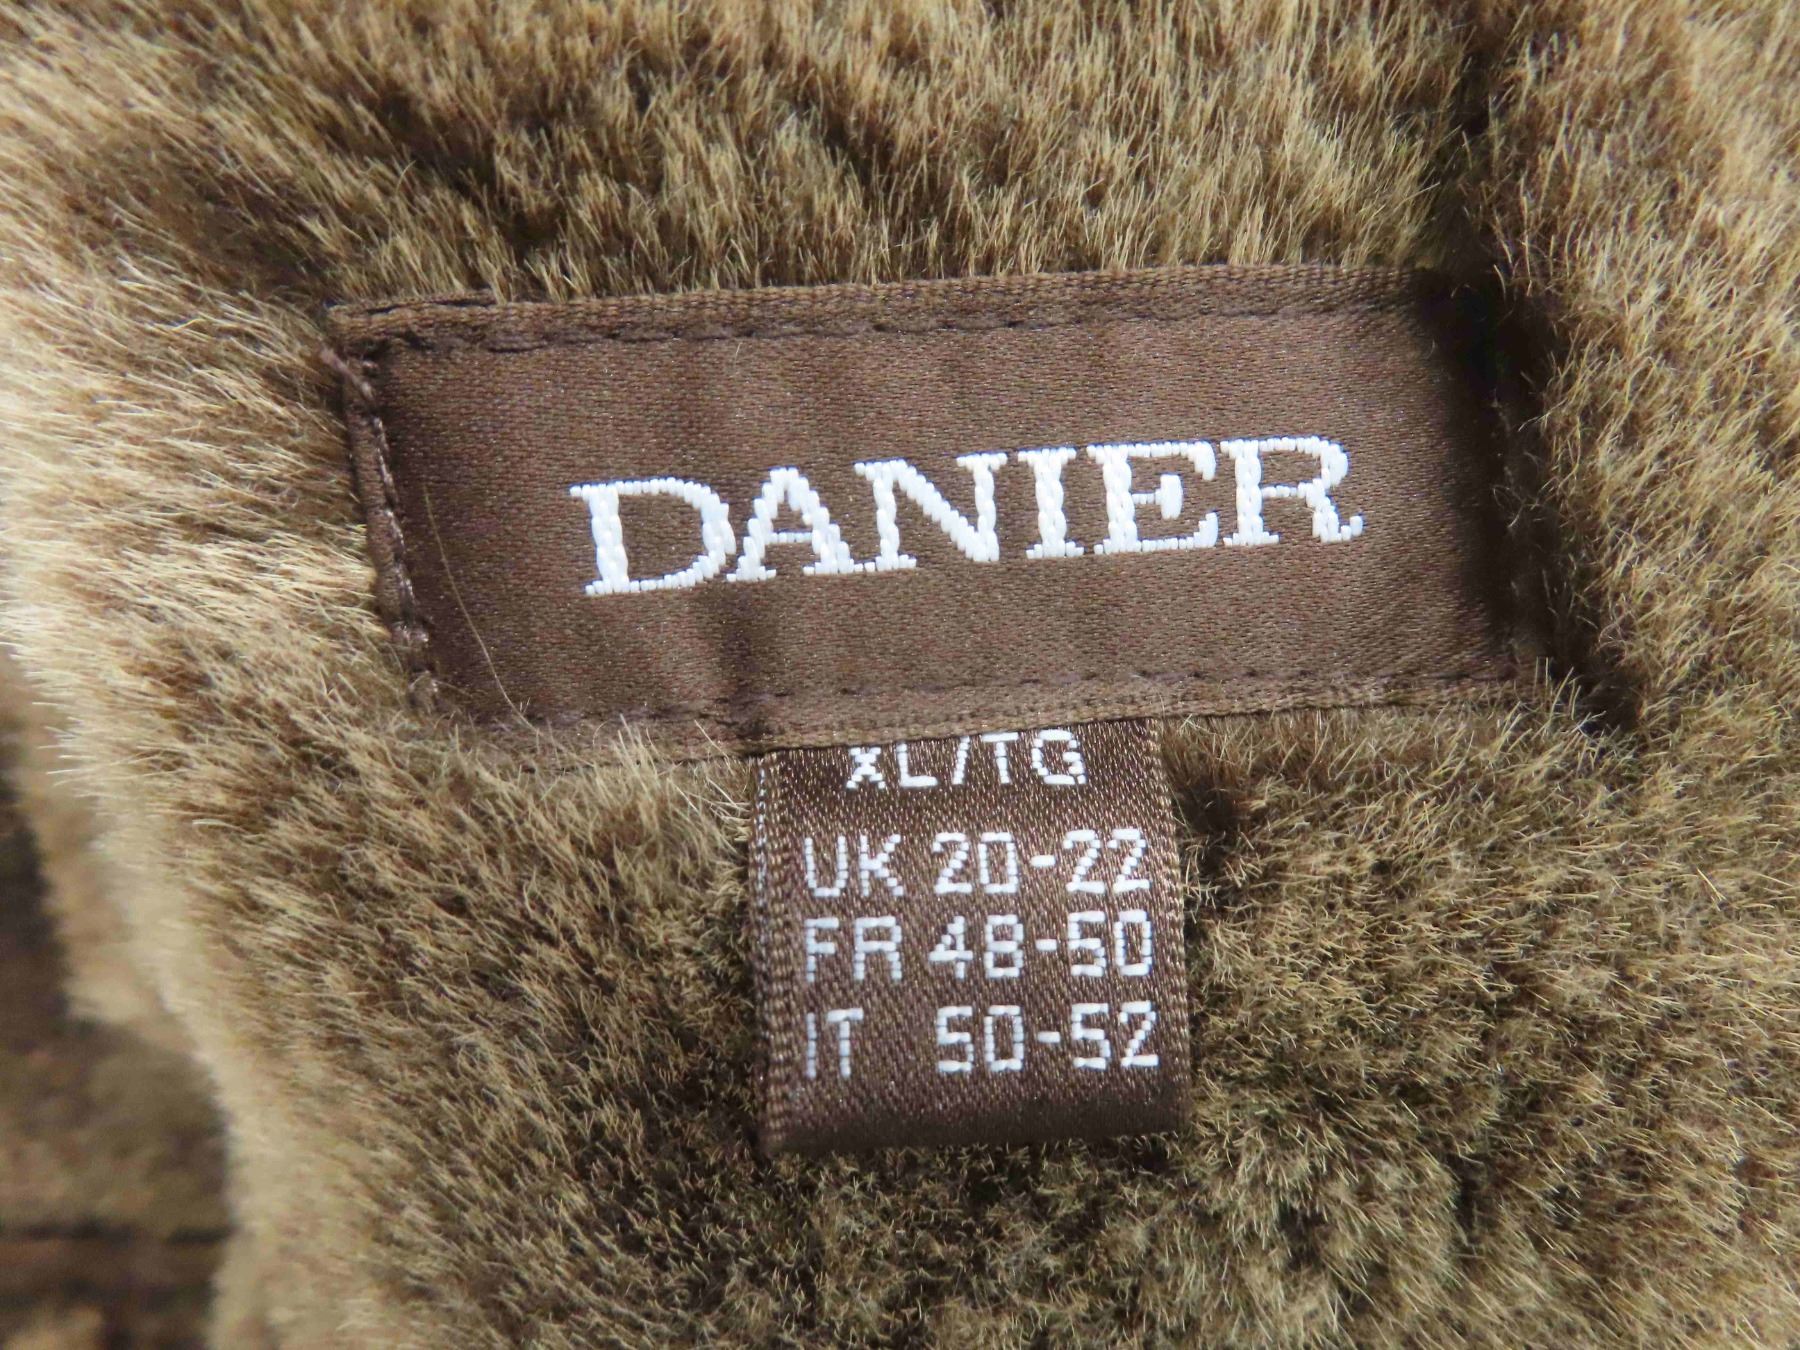 DANIER
XL/TG
UK 20-22
FR 48-50
IT 50-52